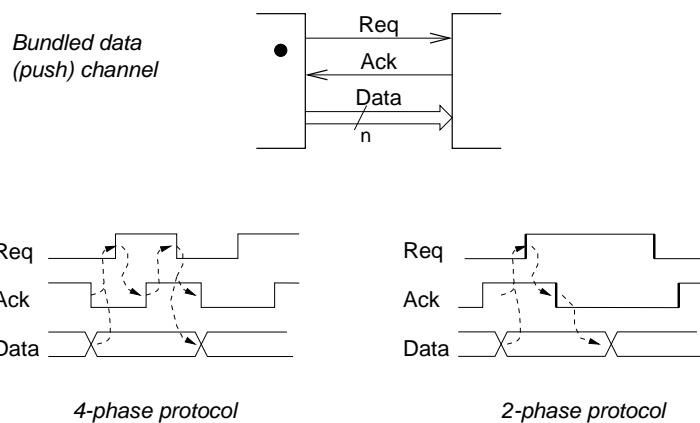 Bundled data
(push) channel
Req
Ack
Data
n
Req
Ack
Data
4-phase protocol
Req
Ack
Data
2-phase protocol